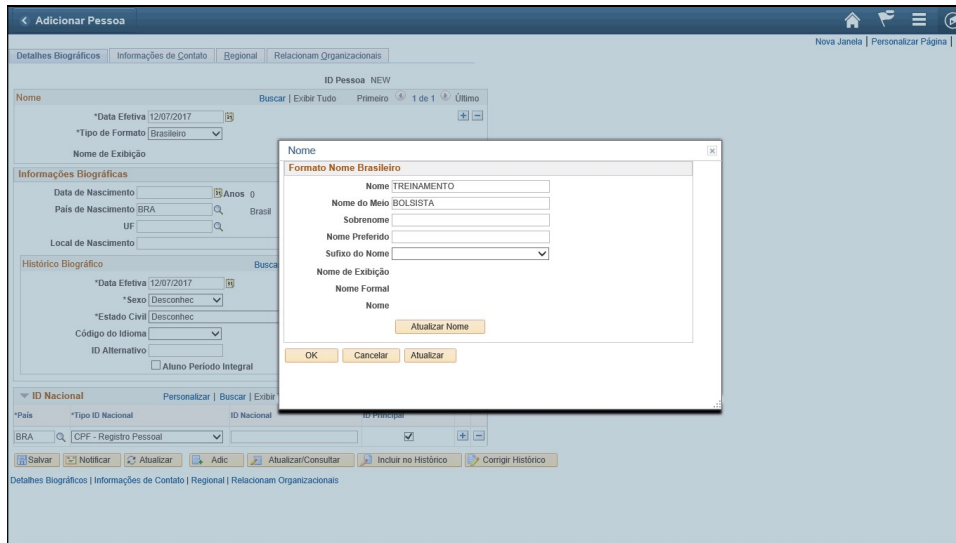 Adicionar Pessoa
Nova Janela | Personalizar Página |
Detalhes Biográficos Informações de Contato Regional Relacionam Organizacionais
ID Pessoa NEW
Nome Buscar | Exibir Tudo Primeiro 1 de 1 Último
*Data Efetiva 12/07/2017
*Tipo de Formato Brasileiro
Nome de Exibição
Informações Biográficas
Data de Nascimento Anos 0
País de Nascimento BRA Brasil
UF
Local de Nascimento
Histórico Biográfico Busca
*Data Efetiva 12/07/2017
*Sexo Desconhec
*Estado Civil Desconhec
Código do Idioma
ID Alternativo
Aluno Período Integral
Nome
Formato Nome Brasileiro
Nome TREINAMENTO
Nome do Meio BOLSISTA
Sobrenome
Nome Preferido
Sufixo do Nome
Nome de Exibição
Nome Formal
Nome
Atualizar Nome
OK Cancelar Atualizar
ID Nacional Personalizar | Buscar | Exibir
*País *Tipo ID Nacional ID Nacional ID Principal
BRA CPF - Registro Pessoal
Salvar Notificar Atualizar Adic Atualizar/Consultar Incluir no Histórico Corrigir Histórico
Detalhes Biográficos | Informações de Contato | Regional | Relacionam Organizacionais